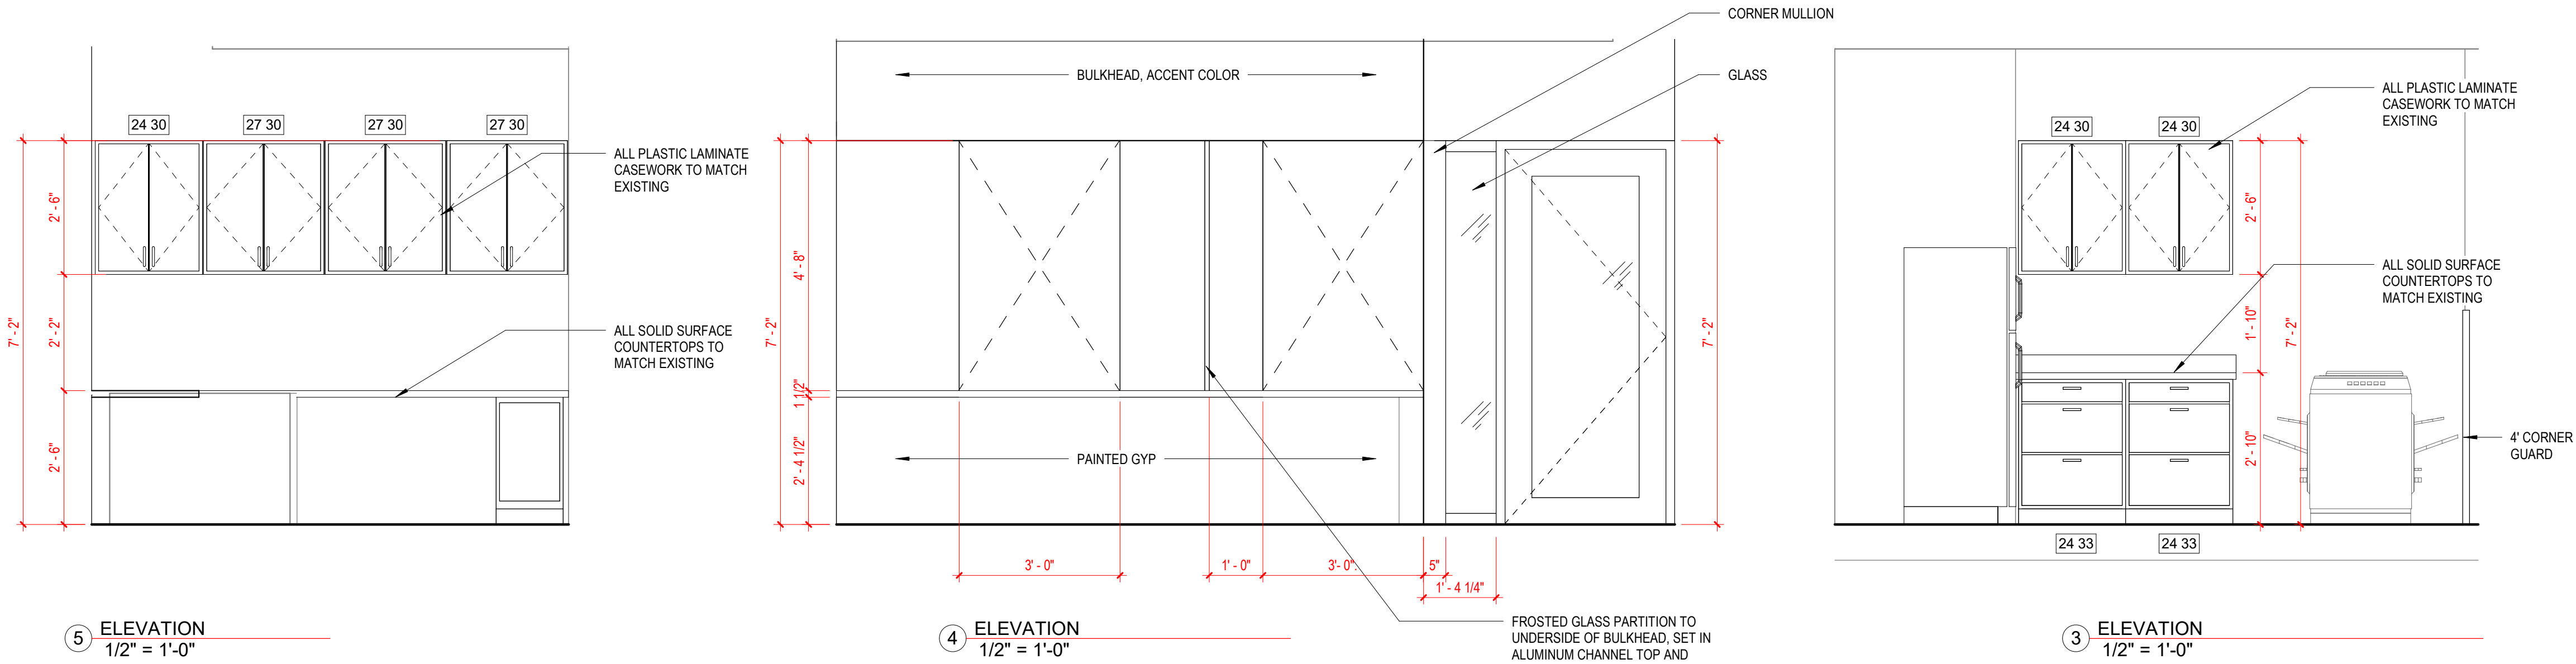 24 30
27 30
27 30
27 30
ALL PLASTIC LAMINATE
CASEWORK TO MATCH
EXISTING
ALL SOLID SURFACE
COUNTERTOPS TO
MATCH EXISTING
7' - 2"
2' - 6"
2' - 2"
2' - 6"
5
ELEVATION
1/2" = 1'-0"
CORNER MULLION
GLASS
BULKHEAD, ACCENT COLOR
7' - 2"
4' - 8"
1 1/2"
2' - 4 1/2"
7' - 2"
PAINTED GYP
3' - 0"
1' - 0"
3' - 0"
5"
1' - 4 1/4"
FROSTED GLASS PARTITION TO
UNDERSIDE OF BULKHEAD, SET IN
ALUMINUM CHANNEL TOP AND
4
ELEVATION
1/2" = 1'-0"
24 30
24 30
ALL PLASTIC LAMINATE
CASEWORK TO MATCH
EXISTING
ALL SOLID SURFACE
COUNTERTOPS TO
MATCH EXISTING
2' - 6"
1' - 10"
7' - 2"
2' - 10"
4' CORNER
GUARD
24 33
24 33
3
ELEVATION
1/2" = 1'-0"